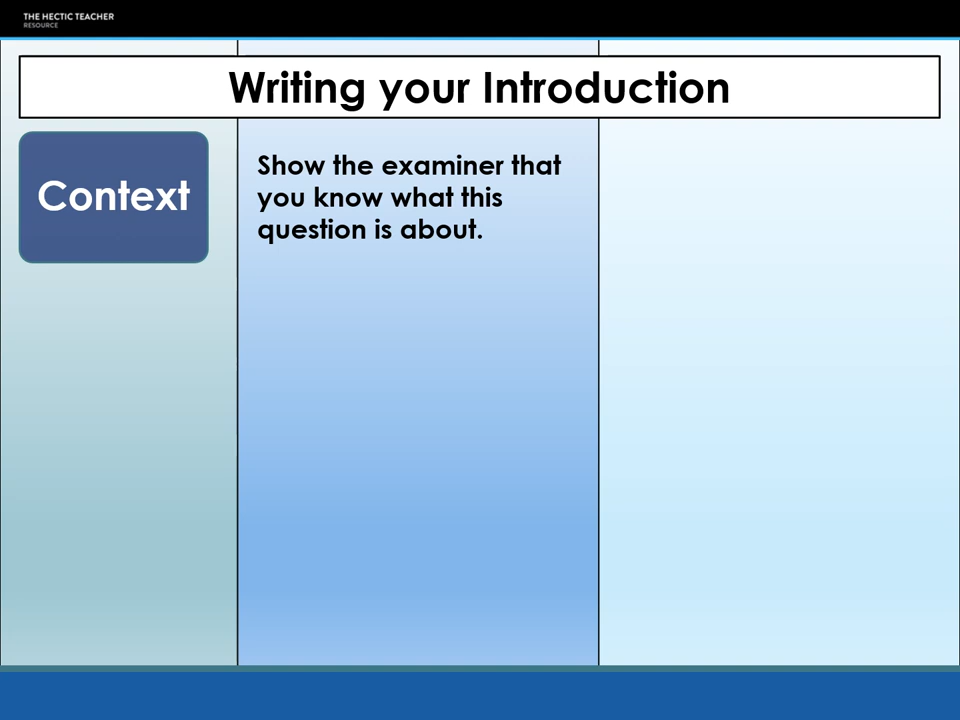 THE HECTIC TEACHER
RESOURCE
Writing your Introduction
Context
Show the examiner that
you know what this
question is about.